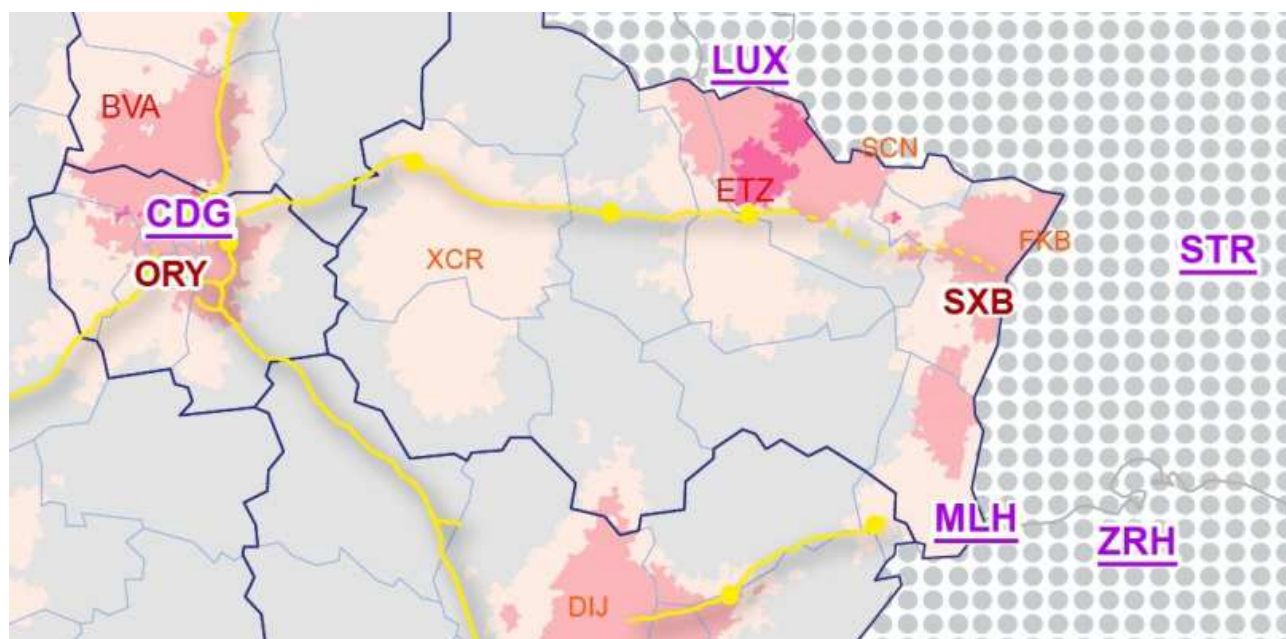 LUX
BVA
SCN
ETZ
CDG
FKB
STR
XCR
ORY
SXB
MLH
ZRH
DIJ